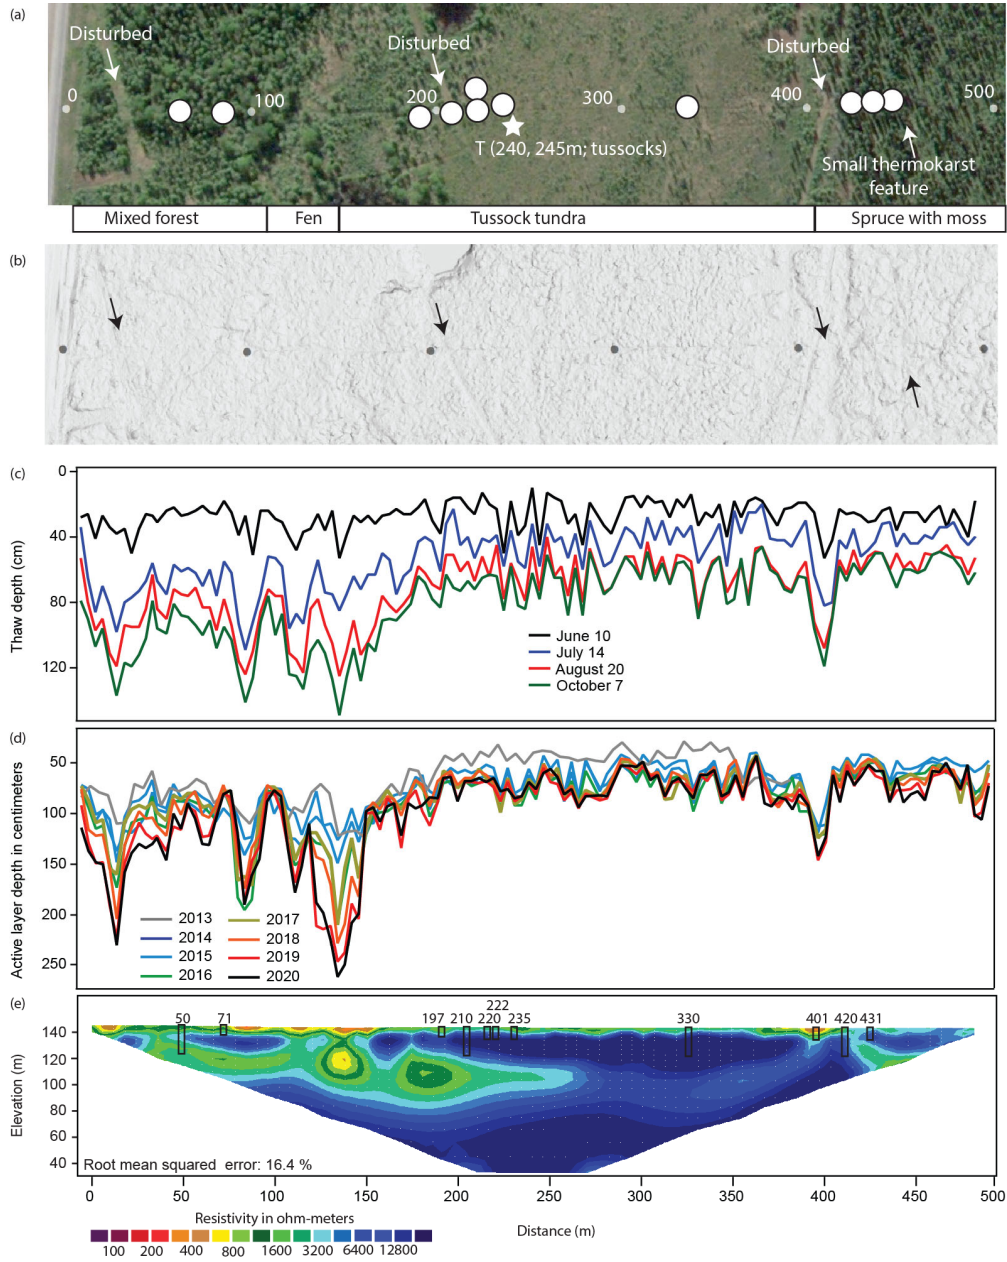 (a)
Disturbed
Disturbed
Disturbed
0
100
200
300
400
500
T (240, 245m; tussocks)
Small thermokarst
feature
Mixed forest
Fen
Tussock tundra
Spruce with moss
(b)
(c)
0
40
80
120
Thaw depth (cm)
June 10
July 14
August 20
October 7
(d)
50
100
150
200
250
Active layer depth in centimeters
2013
2014
2015
2016
2017
2018
2019
2020
(e)
222
50
71
197
210
220
235
330
401
420
431
140
120
100
80
60
40
Elevation (m)
Root mean squared error: 16.4 %
0
50
100
150
200
250
300
350
400
450
500
Distance (m)
Resistivity in ohm-meters
100
200
400
800
1600
3200
6400
12800